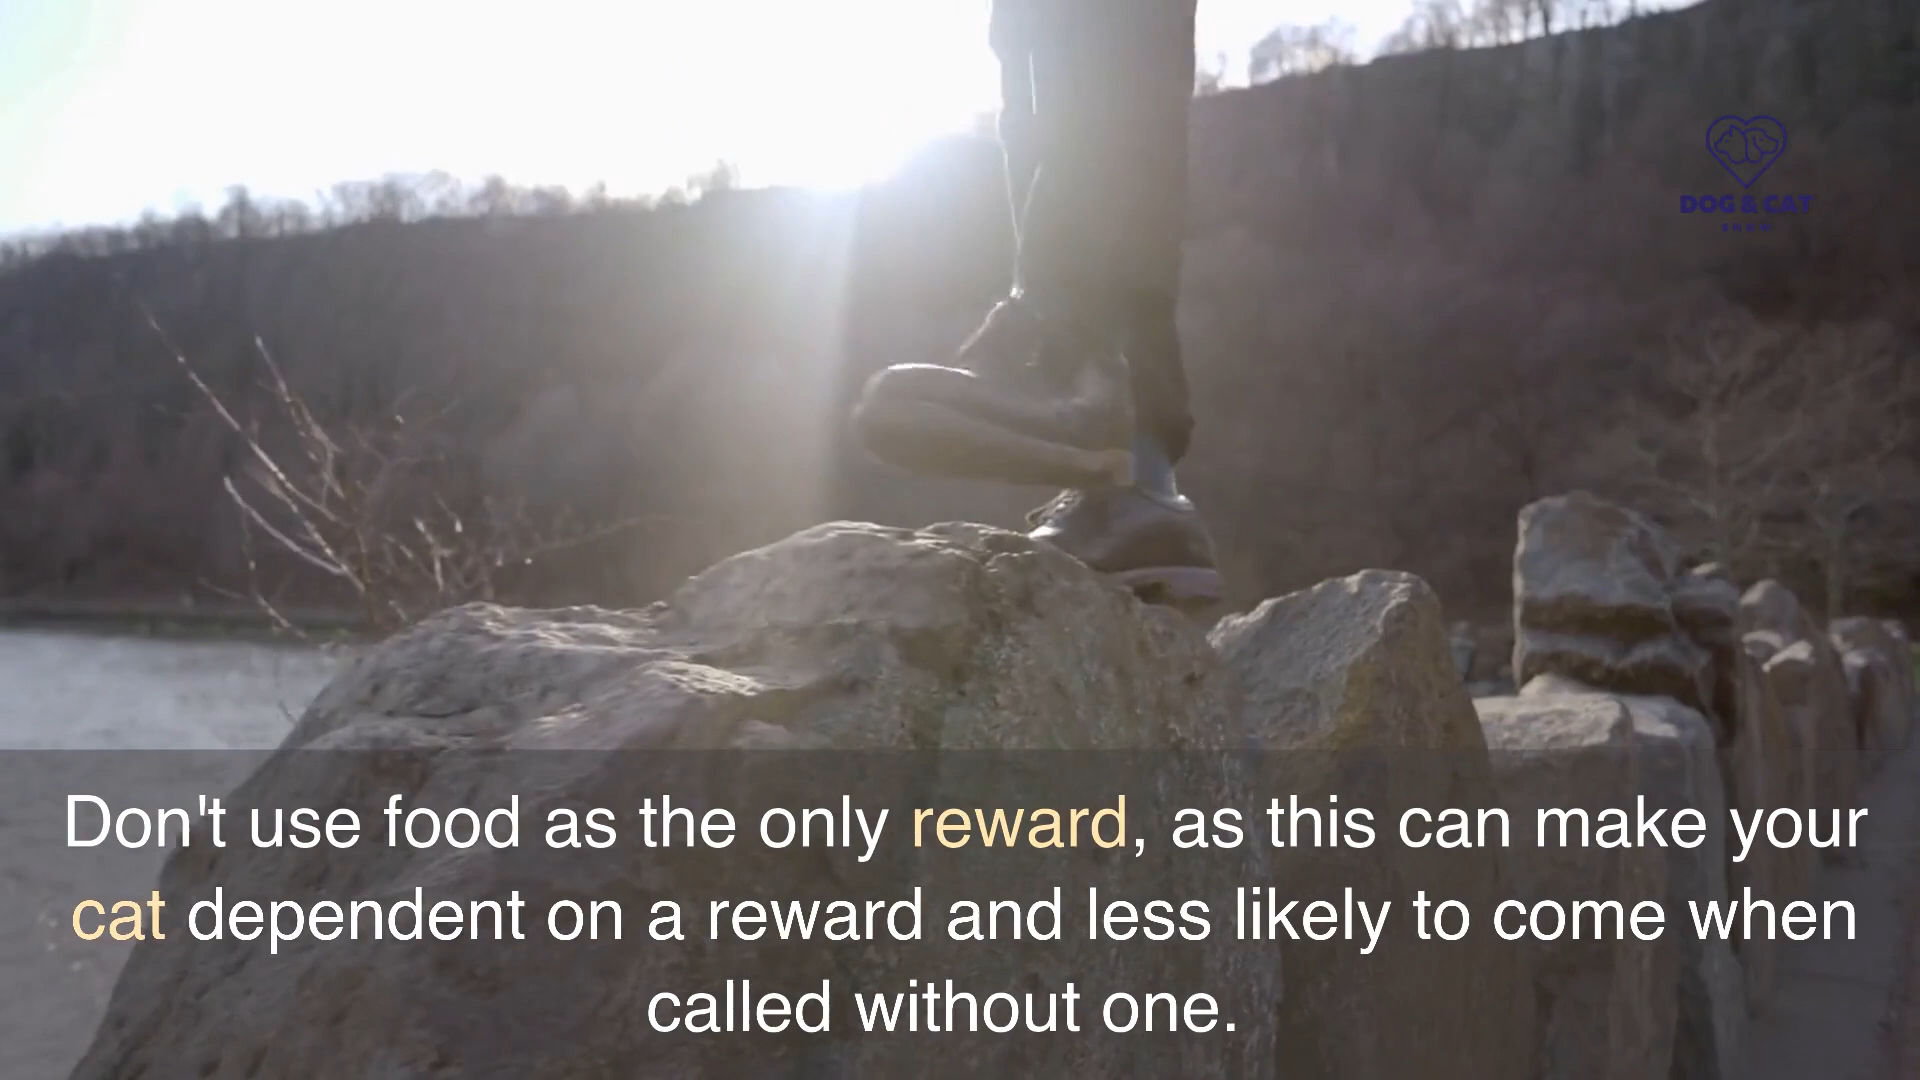 DOG & CAT
Don't use food as the only reward, as this can make your
cat dependent on a reward and less likely to come when
called without one.